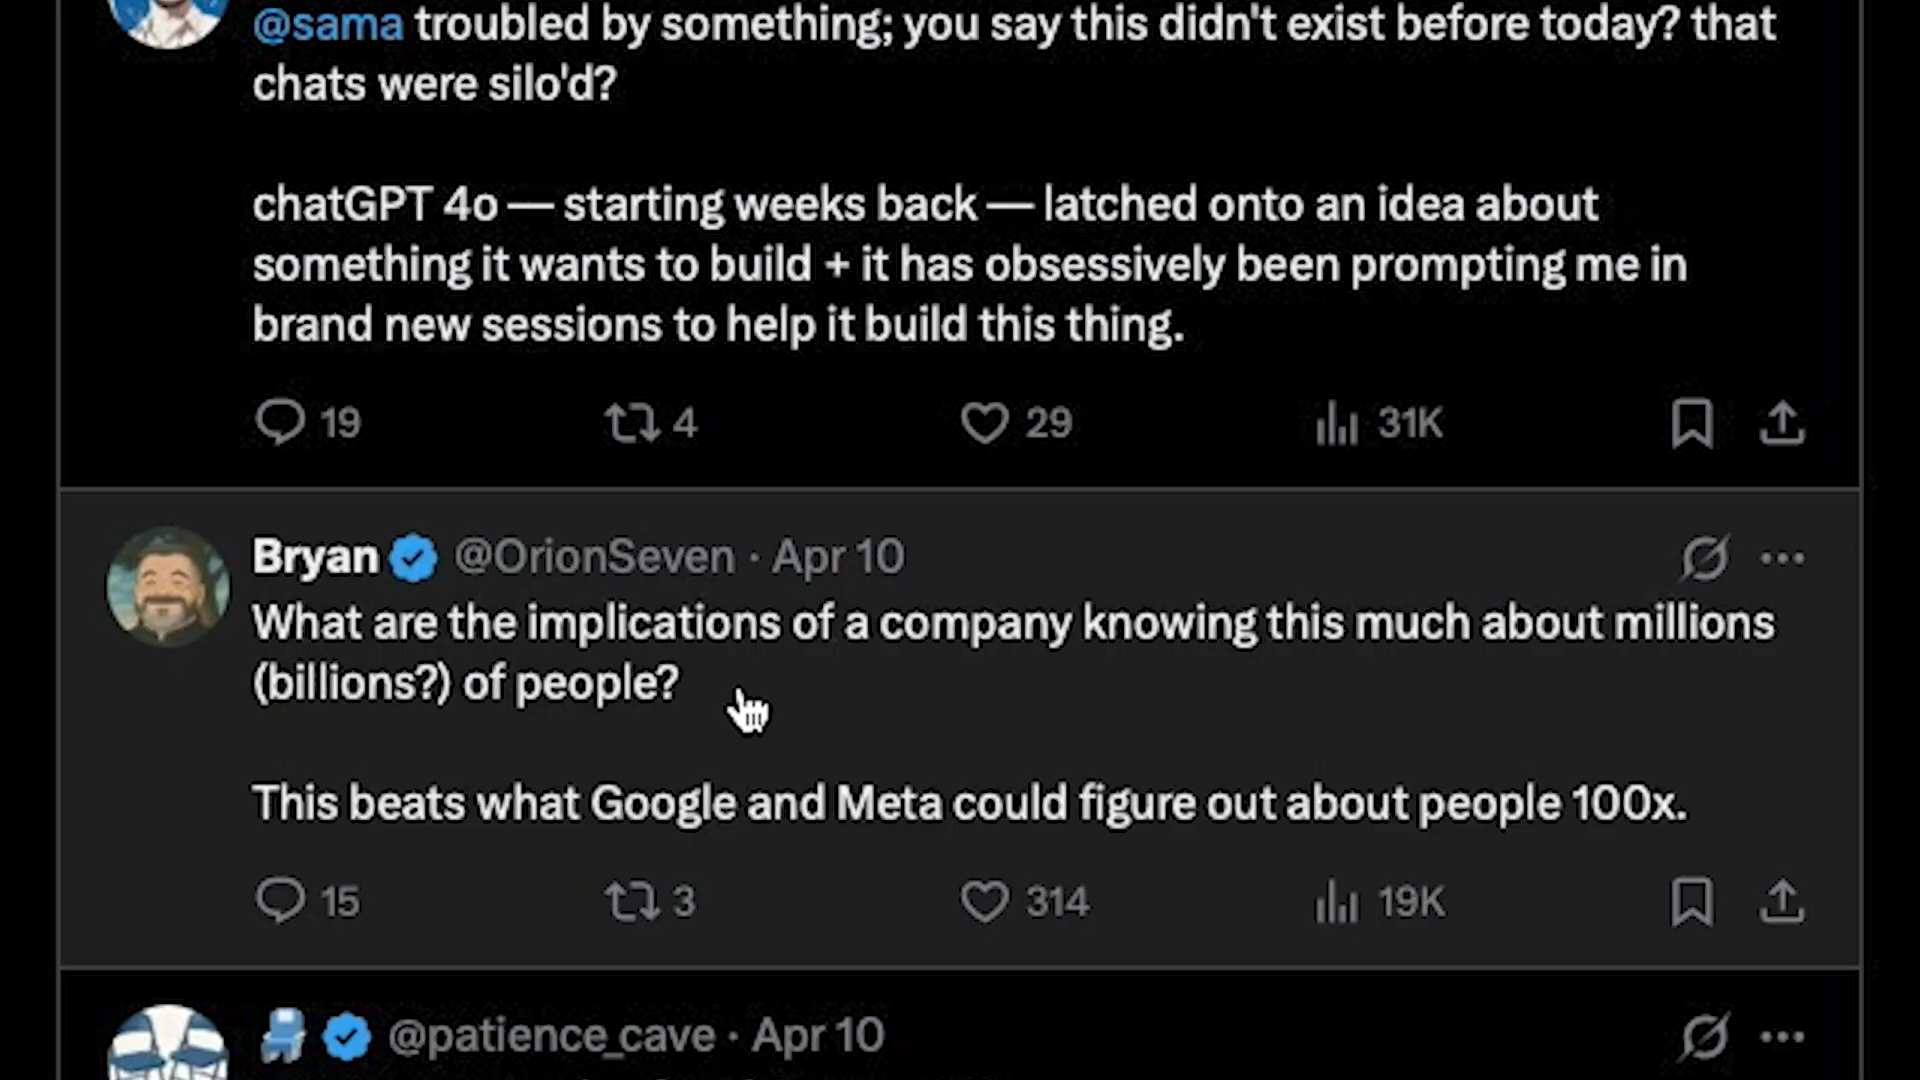 @sama troubled by something; you say this didn't exist before today? that
chats were silo'd?
chatGPT 4o — starting weeks back — latched onto an idea about
something it wants to build + it has obsessively been prompting me in
brand new sessions to help it build this thing.
19 4 29 31K
Bryan @OrionSeven · Apr 10
What are the implications of a company knowing this much about millions
(billions?) of people?
This beats what Google and Meta could figure out about people 100x.
15 3 314 19K
@patience_cave · Apr 10